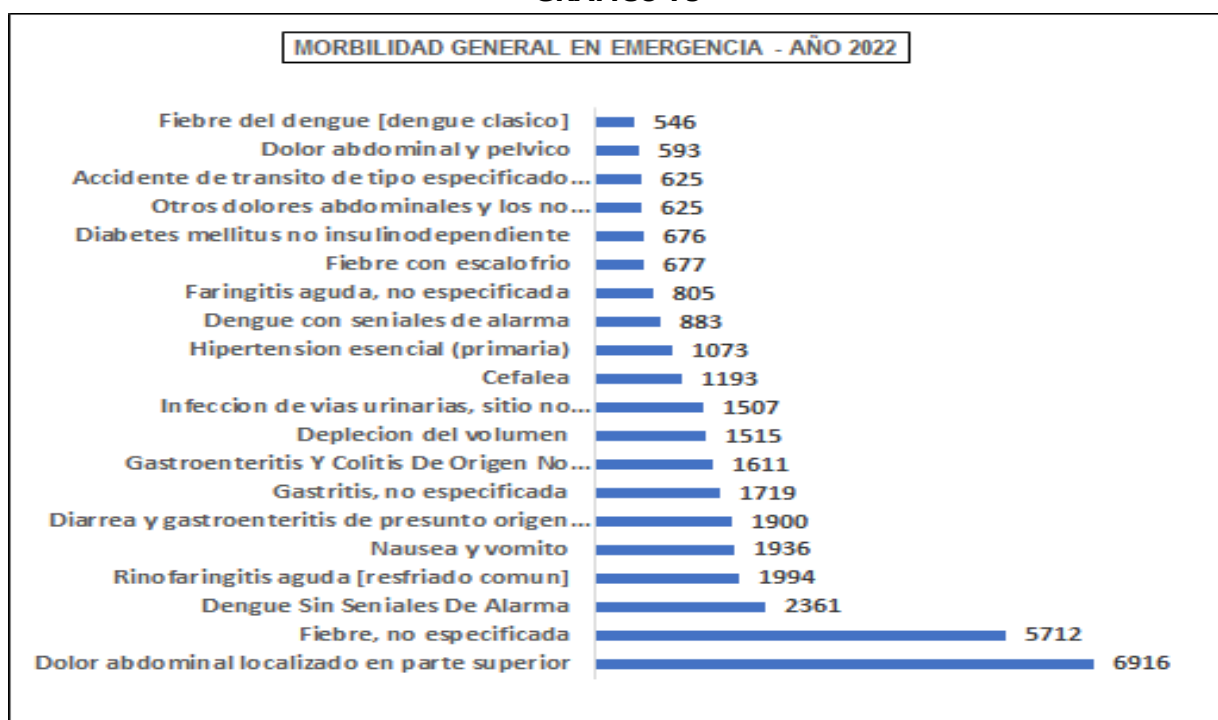 MORBILIDAD GENERAL EN EMERGENCIA - AÑO 2022
Fiebre del dengue [dengue clasico] 546
Dolor abdominal y pelvico 593
Accidente de transito de tipo especificado... 625
Otros dolores abdominales y los no... 625
Diabetes mellitus no insulinodependiente 676
Fiebre con escalofrio 677
Faringitis aguda, no especificada 805
Dengue con seniales de alarma 883
Hipertension esencial (primaria) 1073
Cefalea 1193
Infeccion de vias urinarias, sitio no... 1507
Deplecion del volumen 1515
Gastroenteritis Y Colitis De Origen No... 1611
Gastritis, no especificada 1719
Diarrea y gastroenteritis de presunto origen... 1900
Nausea y vomito 1936
Rinofaringitis aguda [resfriado comun] 1994
Dengue Sin Seniales De Alarma 2361
Fiebre, no especificada 5712
Dolor abdominal localizado en parte superior 6916